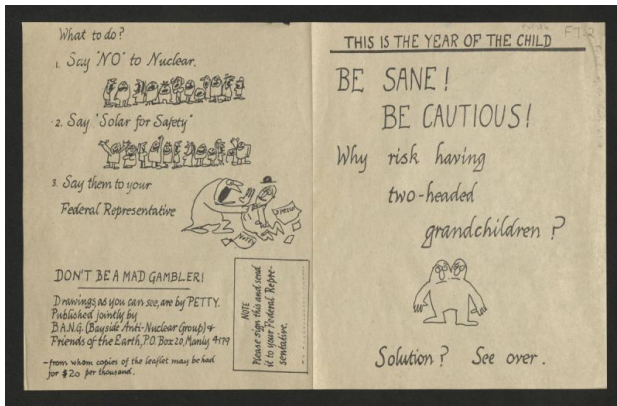 What to do?
1. Say "NO" to Nuclear.
2. Say "Solar for Safety"
3. Say them to your
Federal Representative
DON'T BE A MAD GAMBLER!
Drawings, as you can see, are by PETTY.
Published jointly by
B.A.N.G. (Bayside Anti-Nuclear Group) &
Friends of the Earth, P.O. Box 20, Manly 4179
- from whom copies of the leaflet may be had
for $20 per thousand.
NOTE
Please sign this and send
it to your Federal Repre-
sentative.
THIS IS THE YEAR OF THE CHILD
F7.2
BE SANE!
BE CAUTIOUS!
Why risk having
two-headed
grandchildren?
Solution? See over.